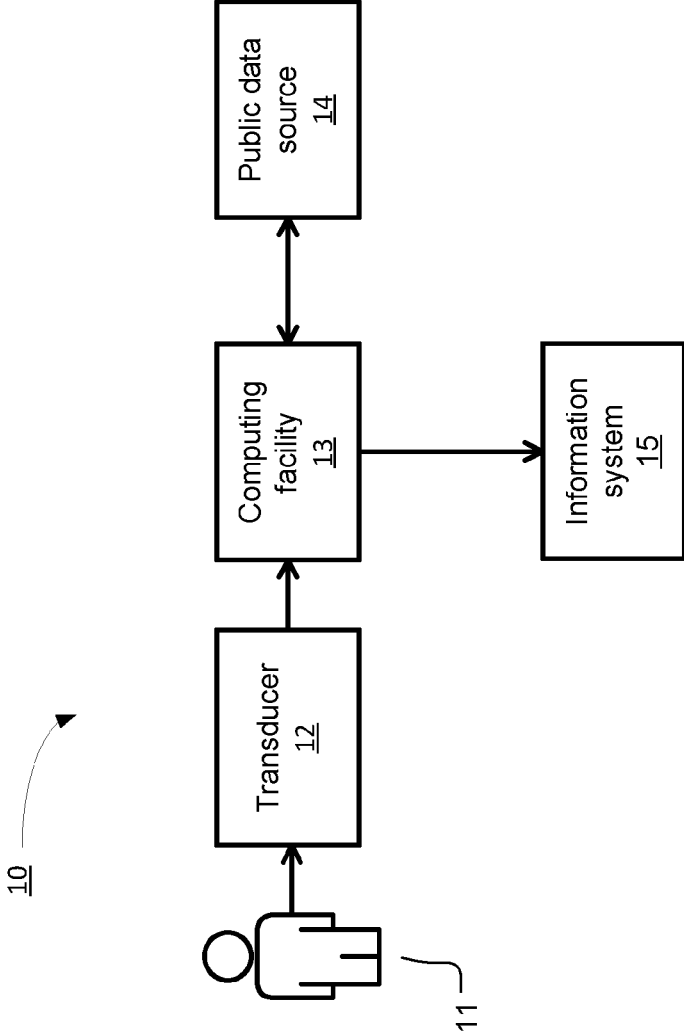 10
11
Transducer
12
Computing
facility
13
Public data
source
14
Information
system
15